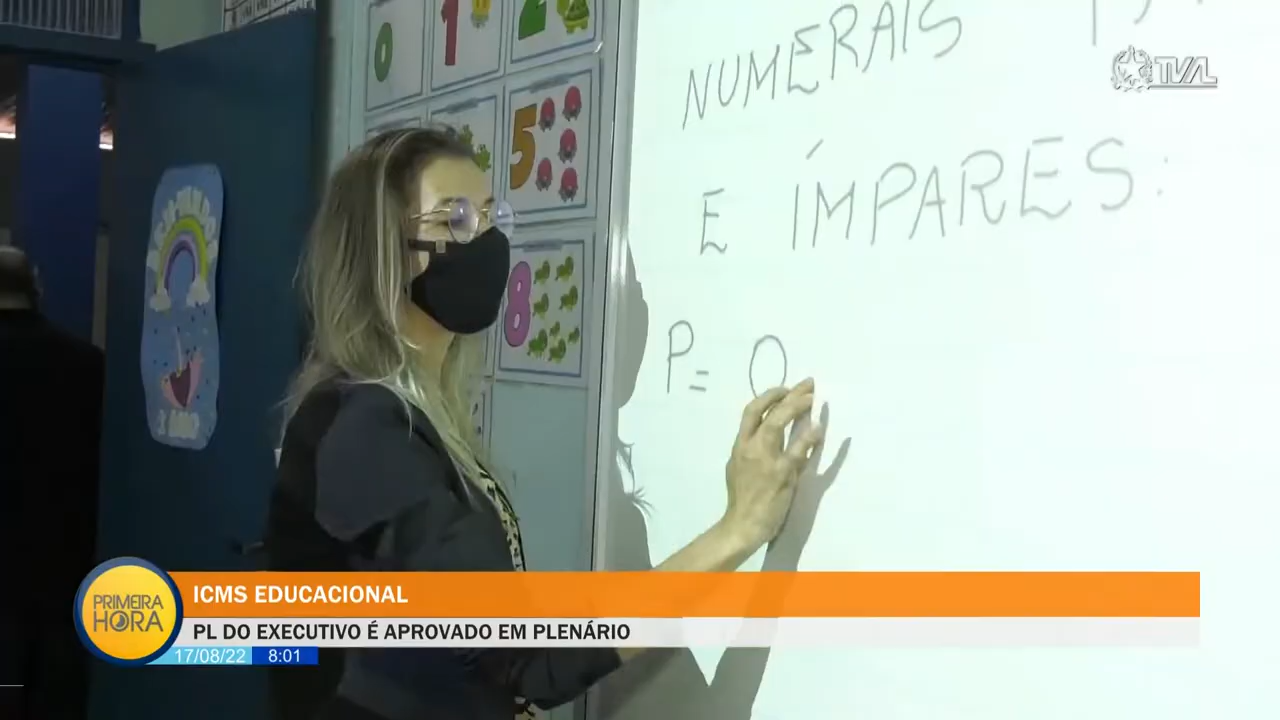 0
1
2
5
8
NUMERAIS
E ÍMPARES:
P= 0
TVAL
ICMS EDUCACIONAL
PL DO EXECUTIVO É APROVADO EM PLENÁRIO
PRIMEIRA
HORA
17/08/22 8:01